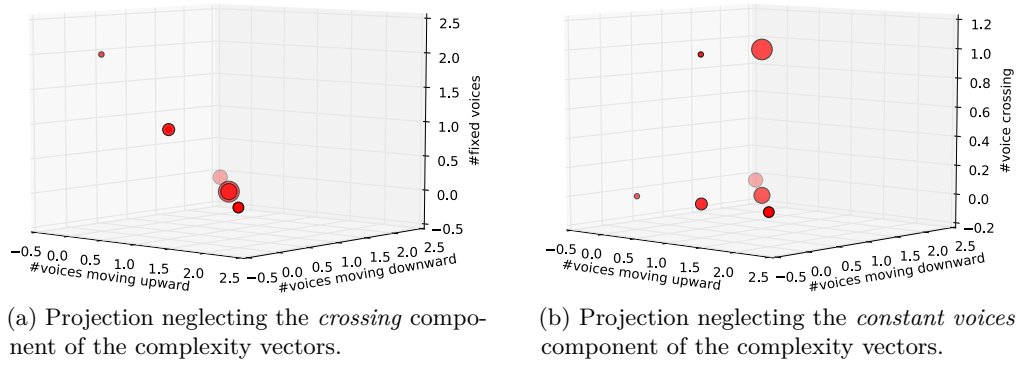 2.5
2.0
1.5
1.0
0.5
0.0
−0.5
#fixed voices
−0.5 0.0 0.5 1.0 1.5 2.0 2.5
#voices moving upward
−0.5 0.0 0.5 1.0 1.5 2.0 2.5
#voices moving downward
(a) Projection neglecting the crossing compo-
nent of the complexity vectors.
1.2
1.0
0.8
0.6
0.4
0.2
0.0
−0.2
#voice crossing
−0.5 0.0 0.5 1.0 1.5 2.0 2.5
#voices moving upward
−0.5 0.0 0.5 1.0 1.5 2.0 2.5
#voices moving downward
(b) Projection neglecting the constant voices
component of the complexity vectors.